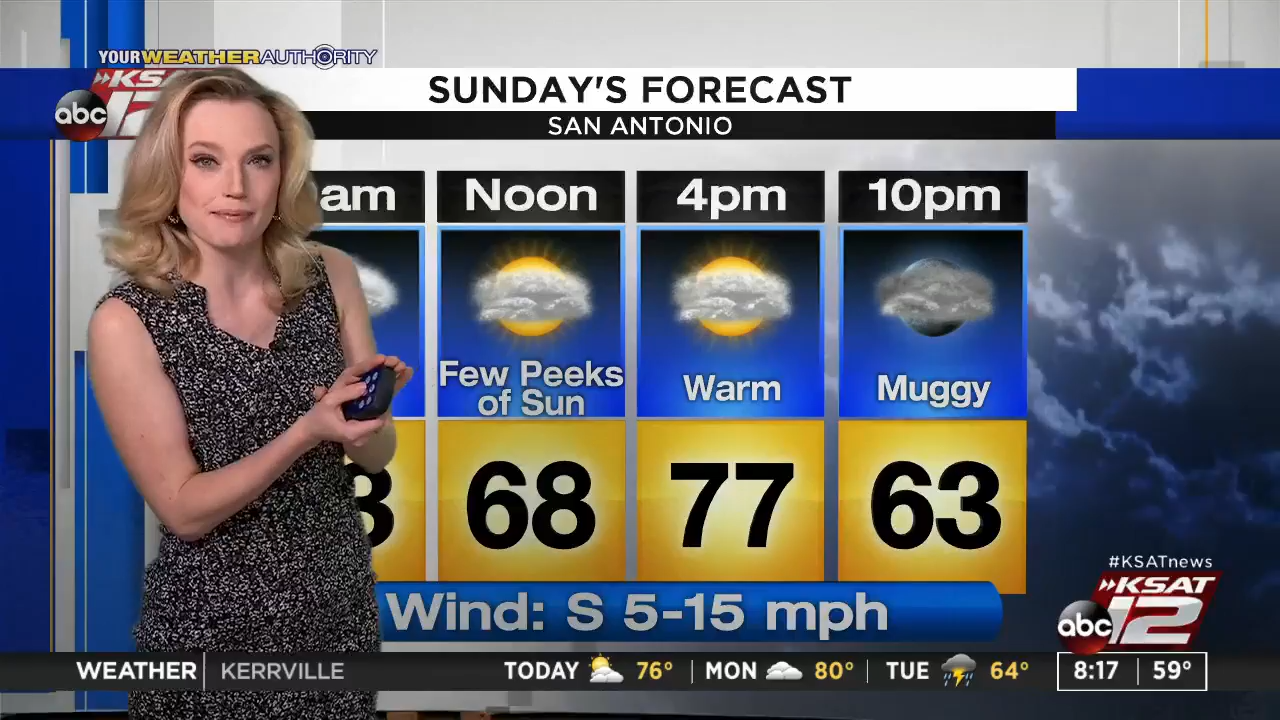 YOUR WEATHER AUTHORITY
KSA
abc 12
SUNDAY'S FORECAST
SAN ANTONIO
am
Noon
4pm
10pm
Few Peeks
of Sun
Warm
Muggy
3
68
77
63
Wind: S 5-15 mph
#KSATnews
KSAT
abc 12
WEATHER KERRVILLE TODAY 76° MON 80° TUE 64° 8:17 59°